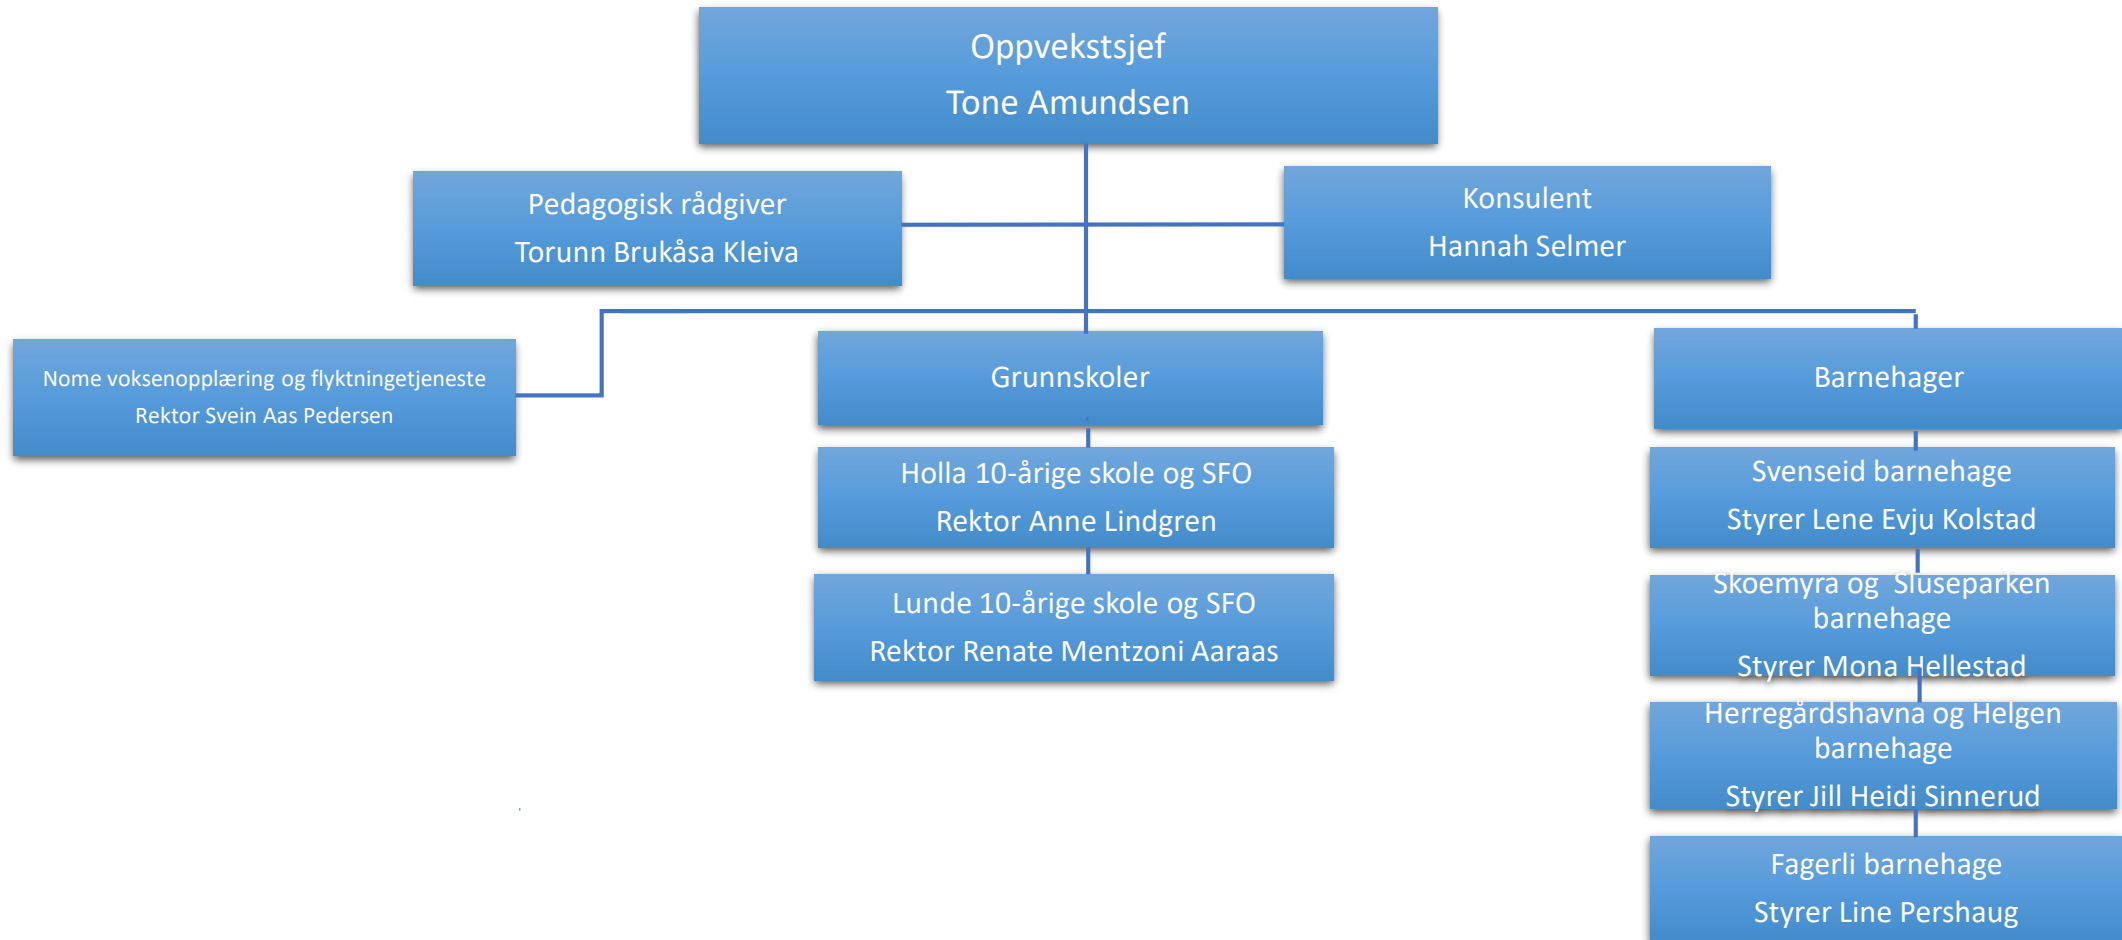 Oppvekstsjef
Tone Amundsen
Pedagogisk rådgiver
Torunn Brukåsa Kleiva
Konsulent
Hannah Selmer
Nome voksenopplæring og flyktningetjeneste
Rektor Svein Aas Pedersen
Grunnskoler
Holla 10-årige skole og SFO
Rektor Anne Lindgren
Lunde 10-årige skole og SFO
Rektor Renate Mentzoni Aaraas
Barnehager
Svenseid barnehage
Styrer Lene Evju Kolstad
Skoemyra og Sluseparken
barnehage
Styrer Mona Hellestad
Herregårdshavna og Helgen
barnehage
Styrer Jill Heidi Sinnerud
Fagerli barnehage
Styrer Line Pershaug